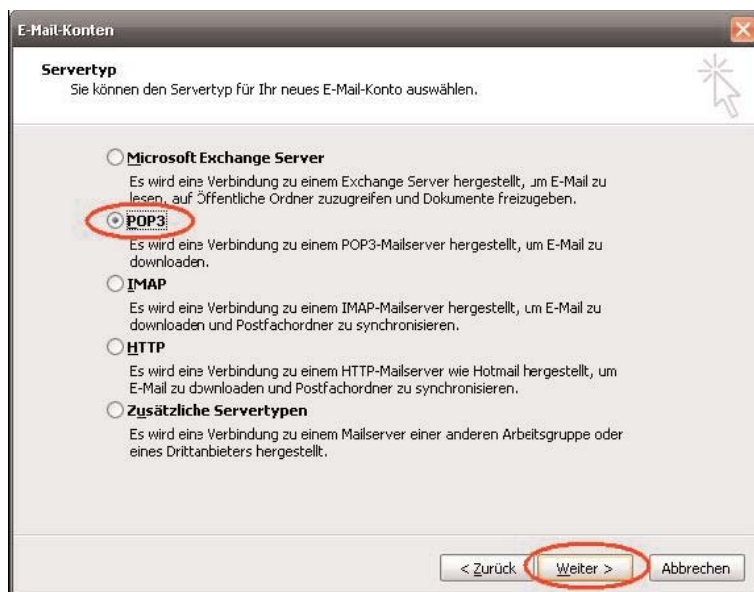 E-Mail-Konten
Servertyp
Sie können den Servertyp für Ihr neues E-Mail-Konto auswählen.
Microsoft Exchange Server
Es wird eine Verbindung zu einem Exchange Server hergestellt, um E-Mail zu
lesen, auf Öffentliche Ordner zuzugreifen und Dokumente freizugeben.
POP3
Es wird eine Verbindung zu einem POP3-Mailserver hergestellt, um E-Mail zu
downloaden.
IMAP
Es wird eine Verbindung zu einem IMAP-Mailserver hergestellt, um E-Mail zu
downloaden und Postfachordner zu synchronisieren.
HTTP
Es wird eine Verbindung zu einem HTTP-Mailserver wie Hotmail hergestellt, um
E-Mail zu downloaden und Postfachordner zu synchronisieren.
Zusätzliche Servertypen
Es wird eine Verbindung zu einem Mailserver einer anderen Arbeitsgruppe oder
eines Drittanbieters hergestellt.
< Zurück Weiter > Abbrechen